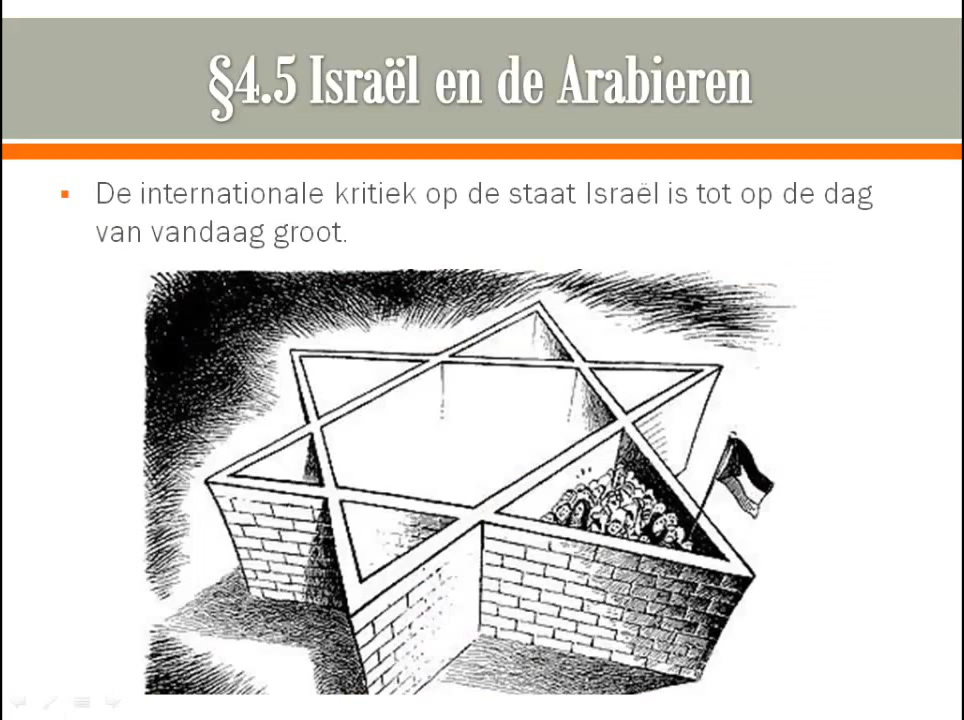 §4.5 Israël en de Arabieren
De internationale kritiek op de staat Israël is tot op de dag
van vandaag groot.